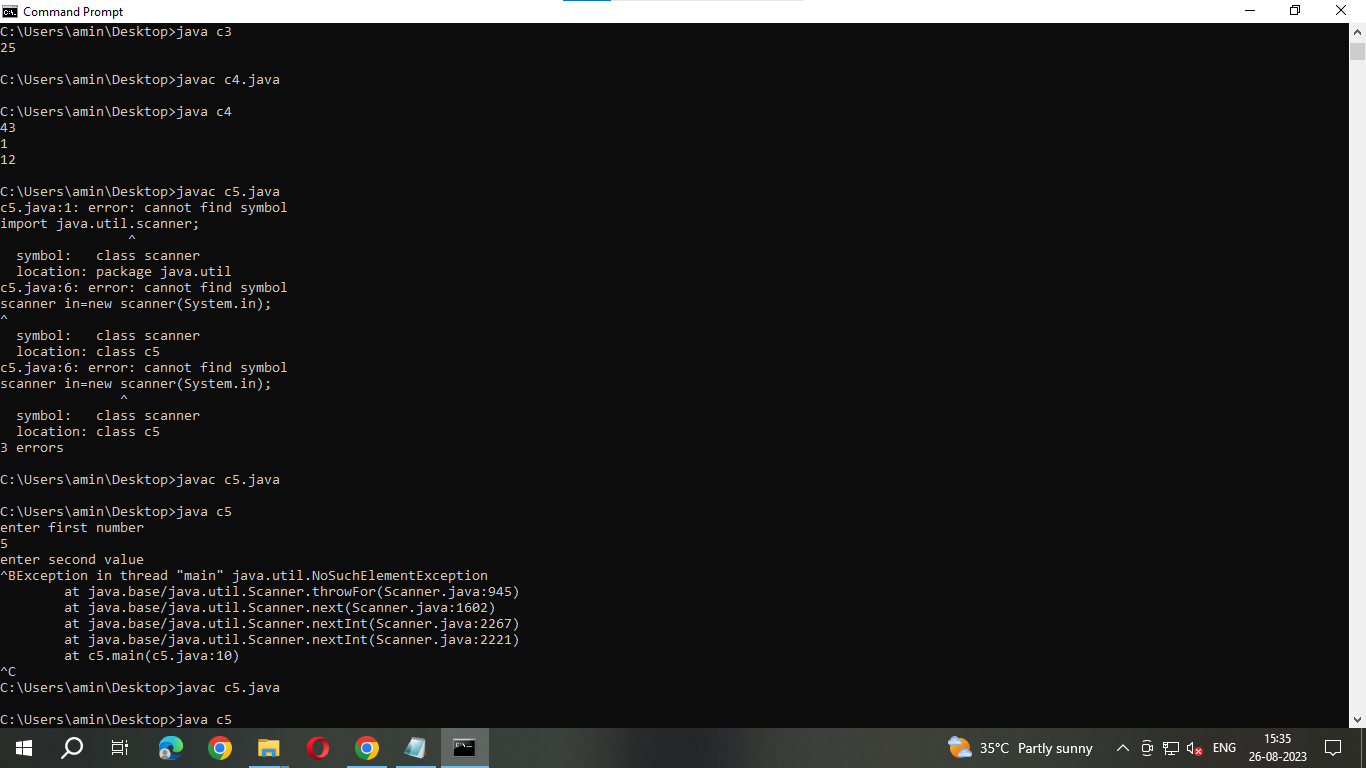 Command Prompt
C:\Users\amin\Desktop>java c3
25
C:\Users\amin\Desktop>javac c4.java
C:\Users\amin\Desktop>java c4
43
1
12
C:\Users\amin\Desktop>javac c5.java
c5.java:1: error: cannot find symbol
import java.util.scanner;
^
symbol:   class scanner
location: package java.util
c5.java:6: error: cannot find symbol
scanner in=new scanner(System.in);
^
symbol:   class scanner
location: class c5
c5.java:6: error: cannot find symbol
scanner in=new scanner(System.in);
^
symbol:   class scanner
location: class c5
3 errors
C:\Users\amin\Desktop>javac c5.java
C:\Users\amin\Desktop>java c5
enter first number
5
enter second value
^BException in thread "main" java.util.NoSuchElementException
at java.base/java.util.Scanner.throwFor(Scanner.java:945)
at java.base/java.util.Scanner.next(Scanner.java:1602)
at java.base/java.util.Scanner.nextInt(Scanner.java:2267)
at java.base/java.util.Scanner.nextInt(Scanner.java:2221)
at c5.main(c5.java:10)
^C
C:\Users\amin\Desktop>javac c5.java
C:\Users\amin\Desktop>java c5
35°C Partly sunny
ENG
15:35
26-08-2023